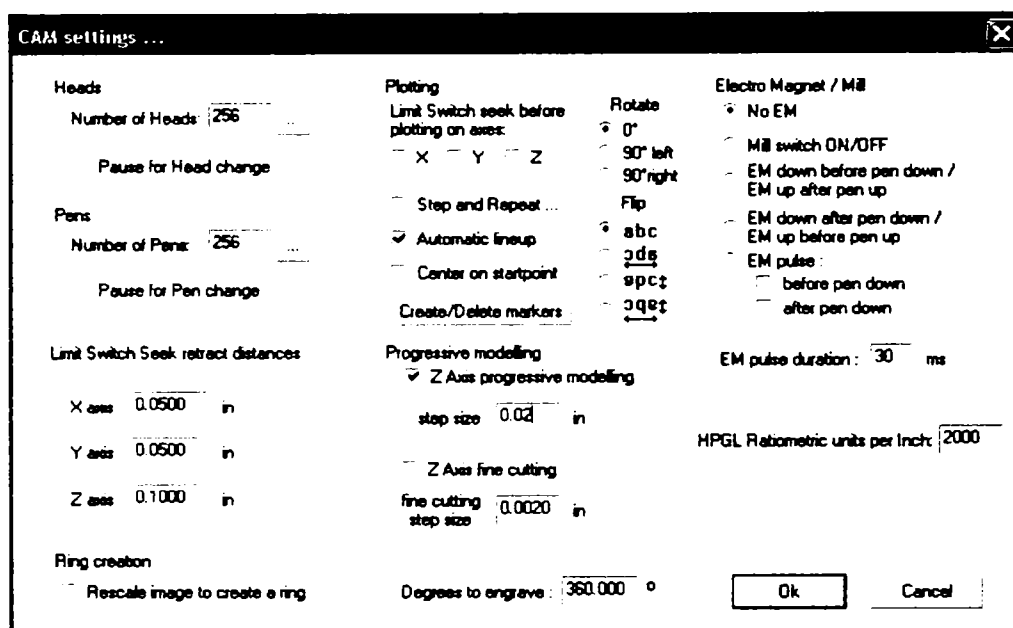 CAM settings ...
Heads
Number of Heads: 256 ...
Pause for Head change
Pens
Number of Pens: 256 ...
Pause for Pen change
Limit Switch Seek retract distances
X axis 0.0500 in
Y axis 0.0500 in
Z axis 0.1000 in
Ring creation
Rescale image to create a ring
Plotting
Limit Switch seek before
plotting on axes:
X Y Z
Step and Repeat ...
Automatic lineup
Center on startpoint
Create/Delete markers
Rotate
0°
90° left
90°right
Flip
abc
Progressive modelling
Z Axis progressive modelling
step size 0.02 in
Z Axis fine cutting
fine cutting
step size 0.0020 in
Degrees to engrave : 360.000 °
Electro Magnet / Mill
No EM
Mill switch ON/OFF
EM down before pen down /
EM up after pen up
EM down after pen down /
EM up before pen up
EM pulse :
before pen down
after pen down
EM pulse duration : 30 ms
HPGL Ratiometric units per Inch: 2000
Ok Cancel